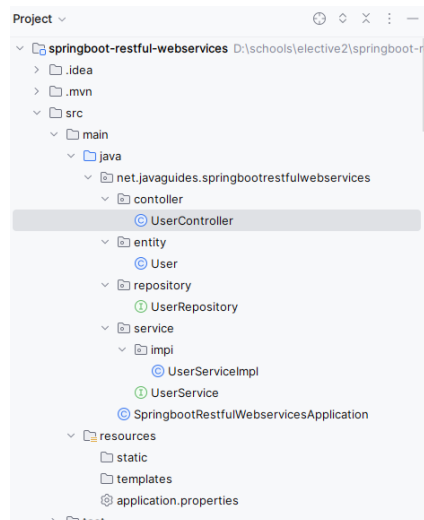 Project
springboot-restful-webservices D:\schools\elective2\springboot-r
.idea
.mvn
src
main
java
net.javaguides.springbootrestfulwebservices
contoller
UserController
entity
User
repository
UserRepository
service
impi
UserServiceImpl
UserService
SpringbootRestfulWebservicesApplication
resources
static
templates
application.properties